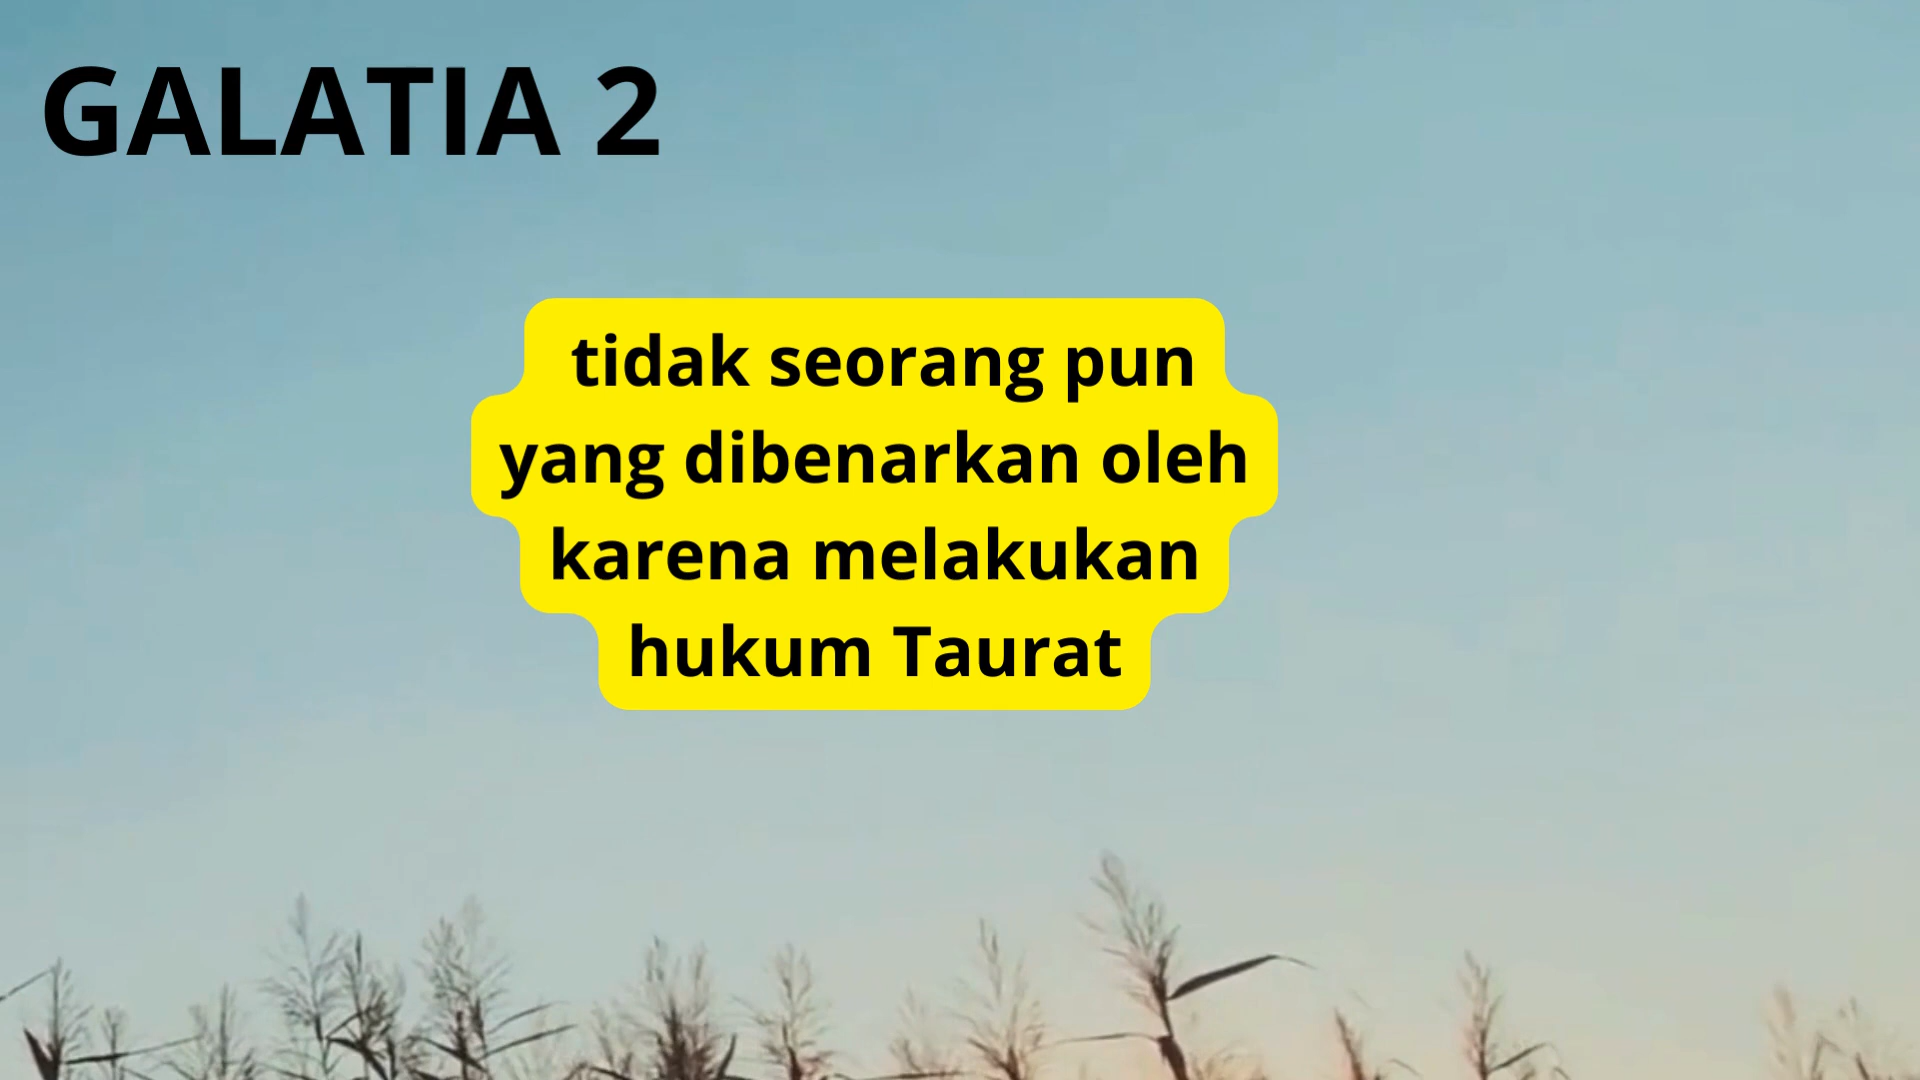 GALATIA 2
tidak seorang pun
yang dibenarkan oleh
karena melakukan
hukum Taurat